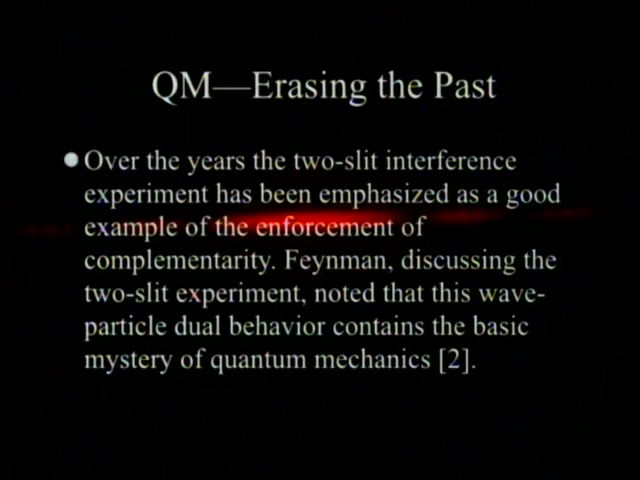 QM—Erasing the Past
Over the years the two-slit interference
experiment has been emphasized as a good
example of the enforcement of
complementarity. Feynman, discussing the
two-slit experiment, noted that this wave-
particle dual behavior contains the basic
mystery of quantum mechanics [2].